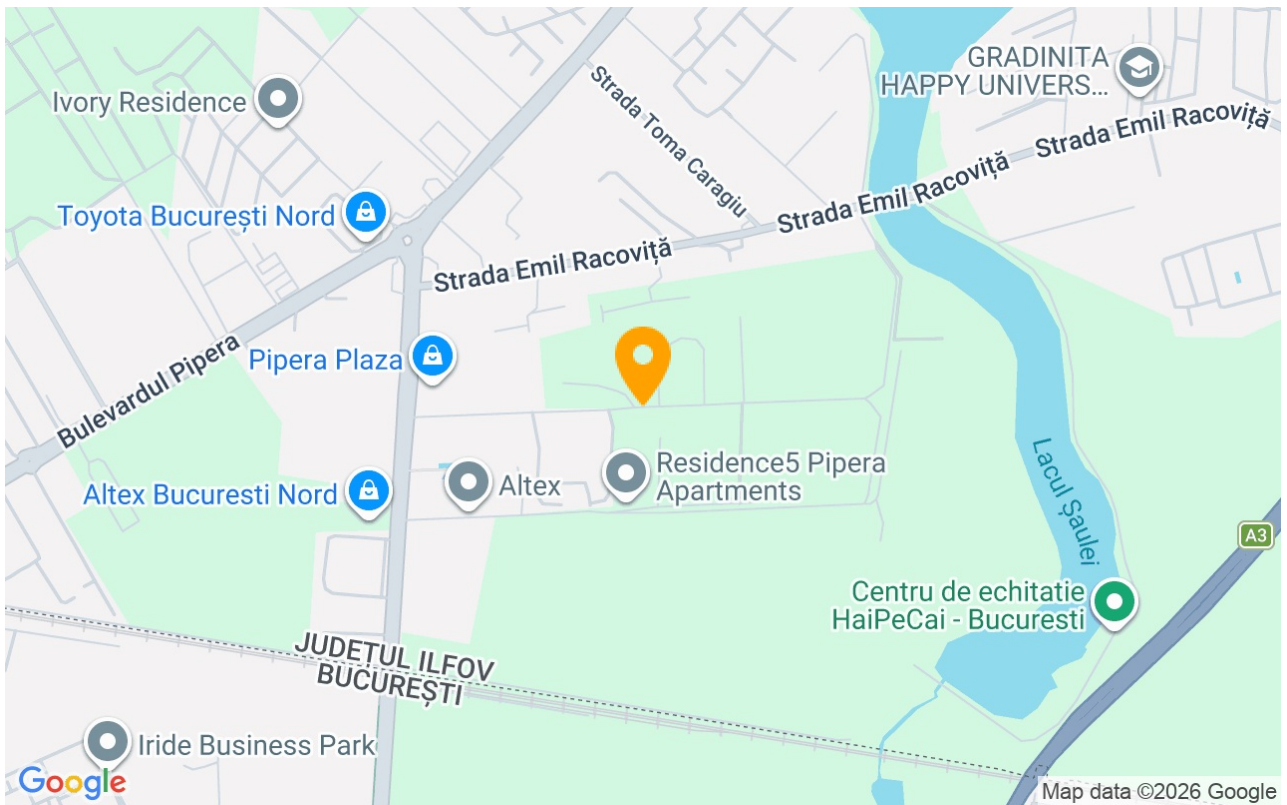 GRADINITA
HAPPY UNIVERS...
Ivory Residence
Strada Toma Caragiu
Strada Emil Racoviță
Strada Emil Racoviță
Toyota București Nord
Strada Emil Racoviță
Bulevardul Pipera
Pipera Plaza
Residence5 Pipera
Apartments
Altex
Altex Bucuresti Nord
Lacul Șaulei
A3
Centru de echitatie
HaiPeCai - Bucuresti
JUDEȚUL ILFOV
BUCUREȘTI
Iride Business Park
Google
Map data ©2026 Google